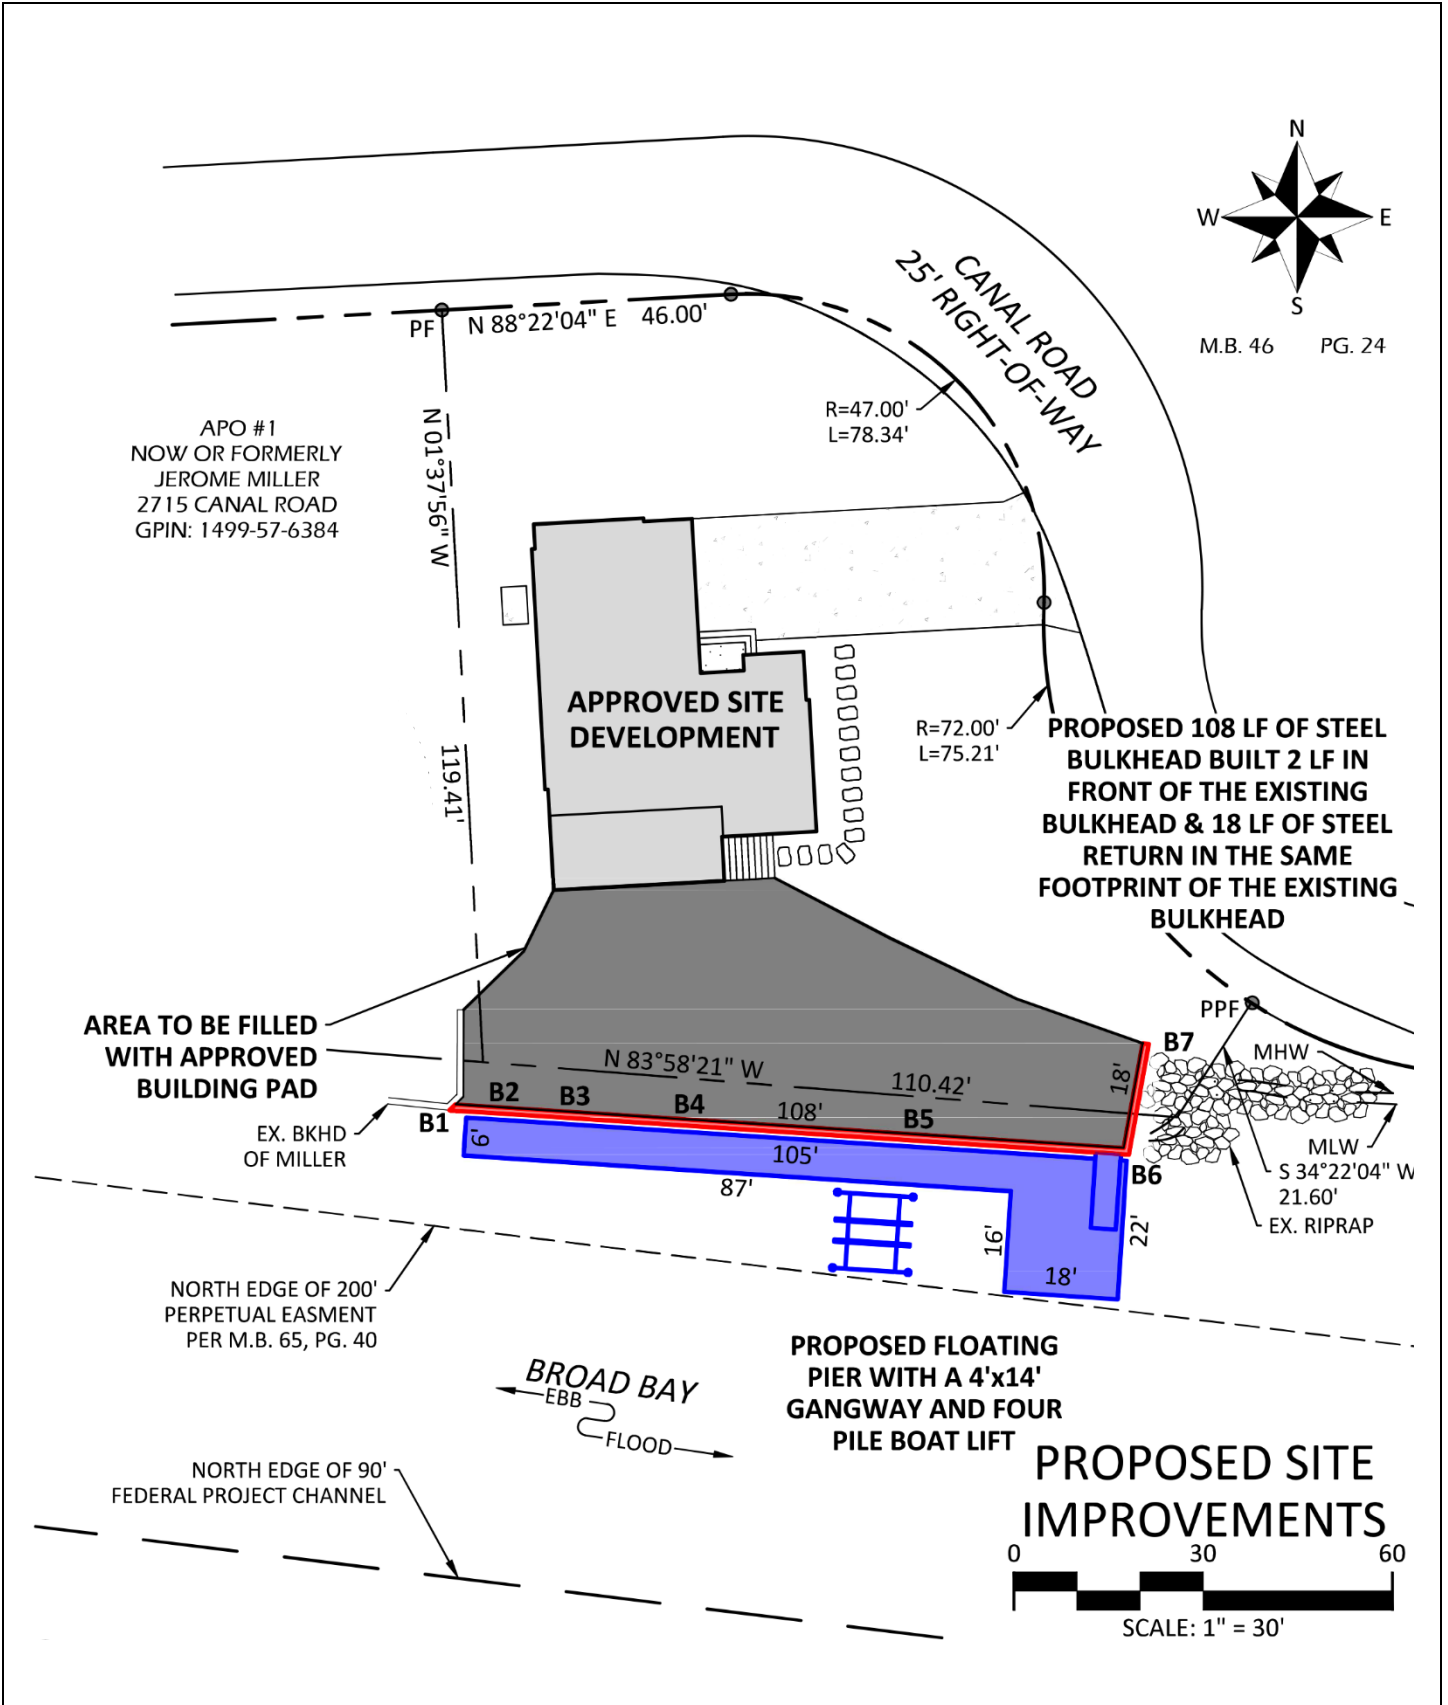 N
W
E
S
M.B. 46 PG. 24
CANAL ROAD
25' RIGHT-OF-WAY
PF
N 88°22'04" E 46.00'
R=47.00'
L=78.34'
APO #1
NOW OR FORMERLY
JEROME MILLER
2715 CANAL ROAD
GPIN: 1499-57-6384
N 01°37'56" W
119.41'
APPROVED SITE
DEVELOPMENT
R=72.00'
L=75.21'
PROPOSED 108 LF OF STEEL
BULKHEAD BUILT 2 LF IN
FRONT OF THE EXISTING
BULKHEAD & 18 LF OF STEEL
RETURN IN THE SAME
FOOTPRINT OF THE EXISTING
BULKHEAD
PPF
AREA TO BE FILLED
WITH APPROVED
BUILDING PAD
B7
MHW
N 83°58'21" W
110.42'
18'
B2
B3
B4
108'
B5
B1
EX. BKHD
OF MILLER
6'
105'
87'
B6
MLW
S 34°22'04" W
21.60'
EX. RIPRAP
16'
22'
18'
NORTH EDGE OF 200'
PERPETUAL EASMENT
PER M.B. 65, PG. 40
PROPOSED FLOATING
PIER WITH A 4'x14'
GANGWAY AND FOUR
PILE BOAT LIFT
BROAD BAY
EBB
FLOOD
NORTH EDGE OF 90'
FEDERAL PROJECT CHANNEL
PROPOSED SITE
IMPROVEMENTS
0 30 60
SCALE: 1" = 30'